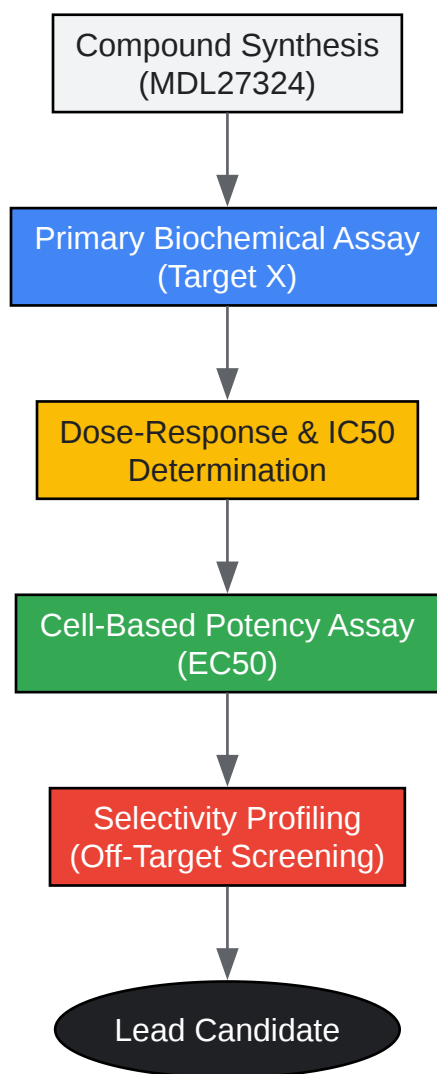 Compound Synthesis
(MDL27324)
Primary Biochemical Assay
(Target X)
Dose-Response & IC50
Determination
Cell-Based Potency Assay
(EC50)
Selectivity Profiling
(Off-Target Screening)
Lead Candidate